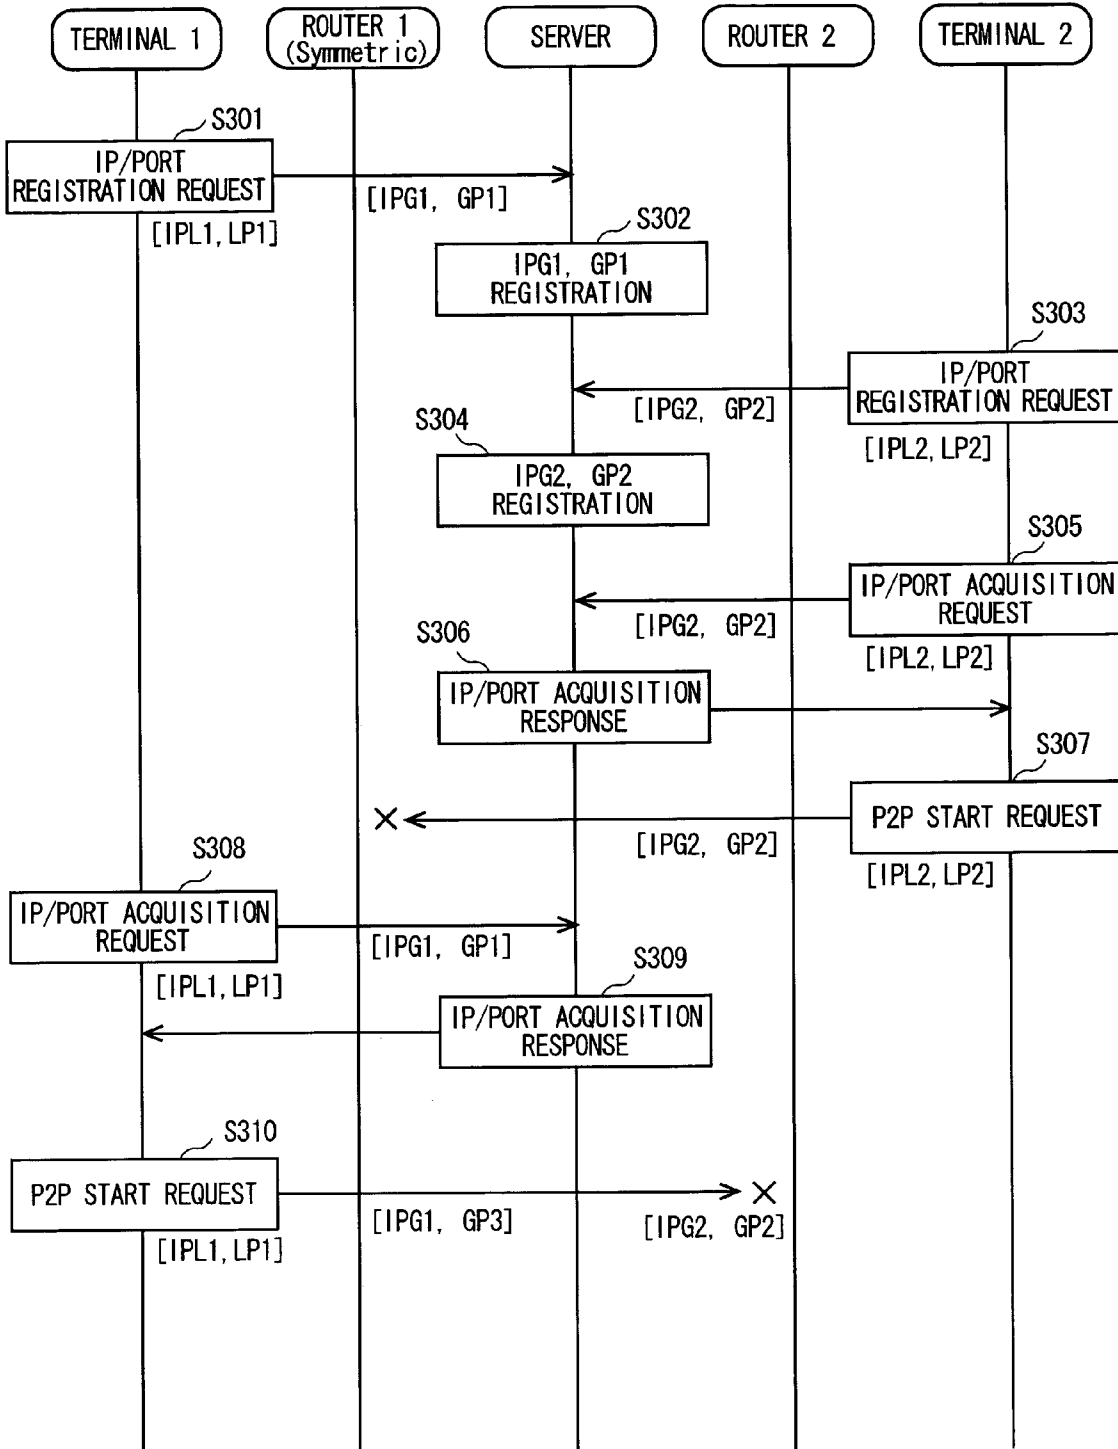 TERMINAL 1
ROUTER 1
(Symmetric)
SERVER
ROUTER 2
TERMINAL 2
S301
IP/PORT
REGISTRATION REQUEST
[IPG1, GP1]
[IPL1, LP1]
S302
IPG1, GP1
REGISTRATION
S303
IP/PORT
REGISTRATION REQUEST
[IPG2, GP2]
[IPL2, LP2]
S304
IPG2, GP2
REGISTRATION
S305
IP/PORT ACQUISITION
REQUEST
[IPG2, GP2]
[IPL2, LP2]
S306
IP/PORT ACQUISITION
RESPONSE
S307
P2P START REQUEST
[IPG2, GP2]
[IPL2, LP2]
S308
IP/PORT ACQUISITION
REQUEST
[IPG1, GP1]
[IPL1, LP1]
S309
IP/PORT ACQUISITION
RESPONSE
S310
P2P START REQUEST
[IPG1, GP3]
[IPG2, GP2]
[IPL1, LP1]